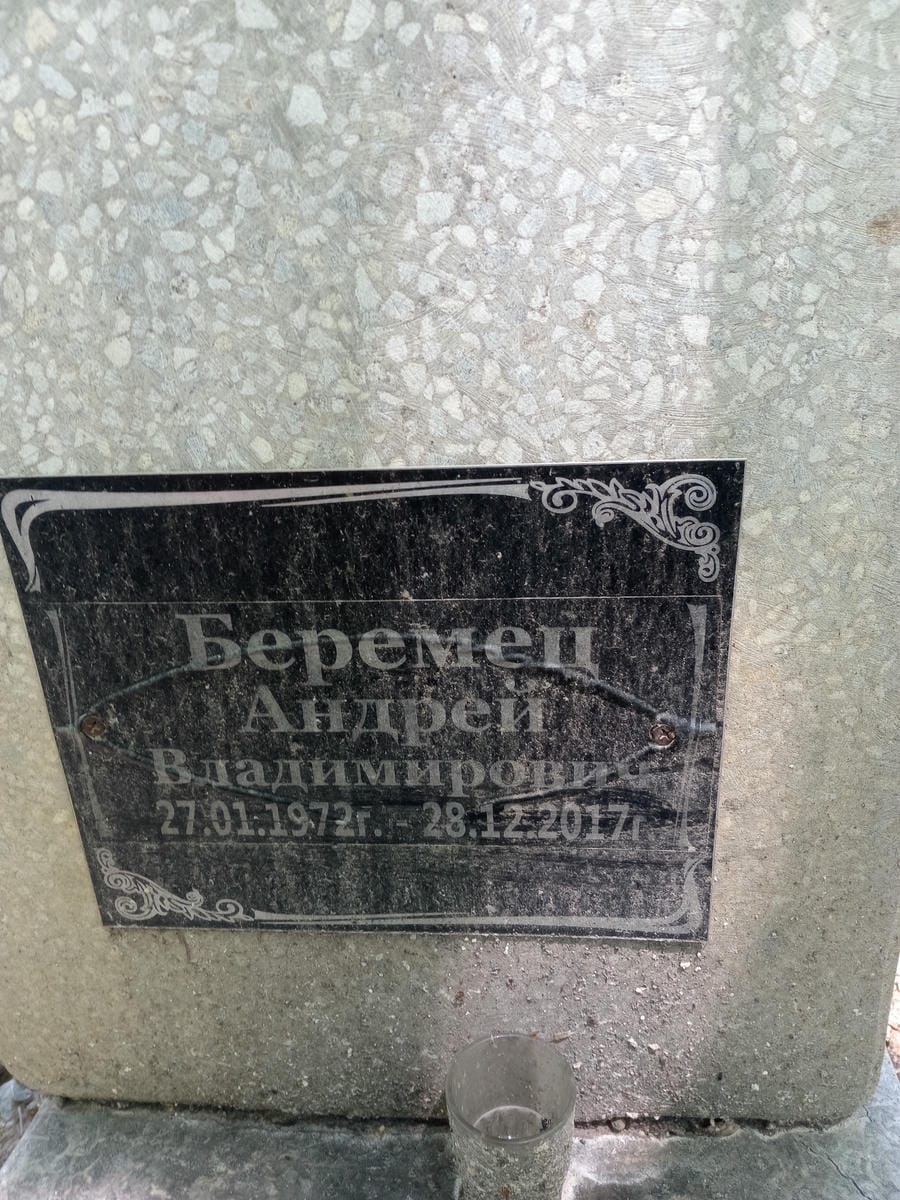 Беремец
Андрей
Владимирович
27.01.1972г. - 28.12.2017г